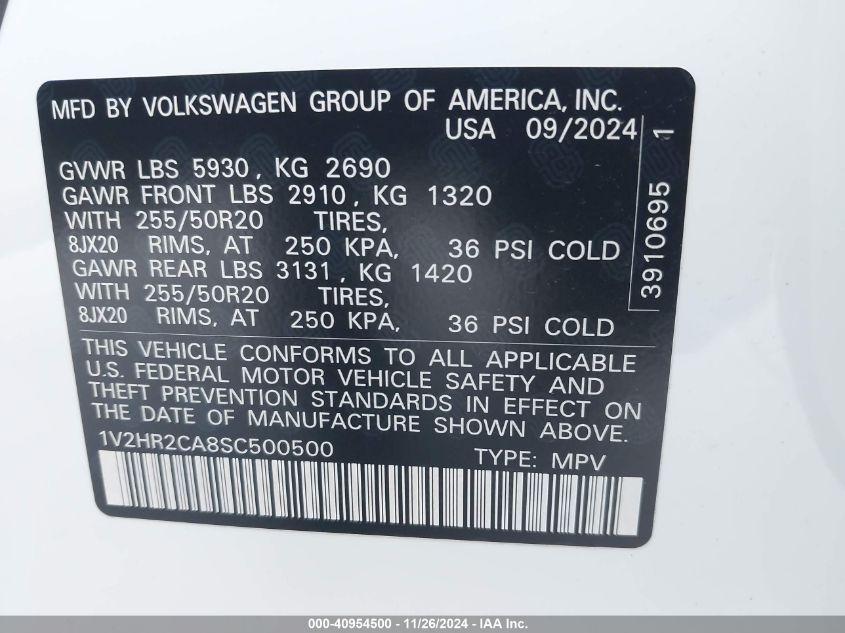 MFD BY VOLKSWAGEN GROUP OF AMERICA, INC.
USA 09/2024
GVWR LBS 5930, KG 2690
GAWR FRONT LBS 2910, KG 1320
WITH 255/50R20 TIRES,
8JX20 RIMS, AT 250 KPA, 36 PSI COLD
GAWR REAR LBS 3131, KG 1420
WITH 255/50R20 TIRES,
8JX20 RIMS, AT 250 KPA, 36 PSI COLD
3910695 1
THIS VEHICLE CONFORMS TO ALL APPLICABLE
U.S. FEDERAL MOTOR VEHICLE SAFETY AND
THEFT PREVENTION STANDARDS IN EFFECT ON
THE DATE OF MANUFACTURE SHOWN ABOVE.
1V2HR2CA8SC500500 TYPE: MPV
000-40954500 - 11/26/2024 - IAA Inc.